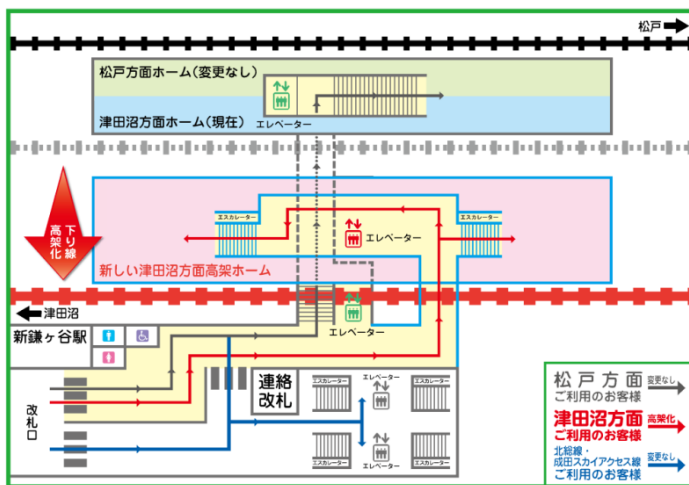 松戸
松戸方面ホーム(変更なし)
津田沼方面ホーム(現在)
エレベーター
下り線
高架化
エスカレーター
エスカレーター
エレベーター
新しい津田沼方面高架ホーム
津田沼
新鎌ヶ谷駅
エレベーター
改札口
連絡
改札
エスカレーター
エレベーター
エスカレーター
エスカレーター
エレベーター
エスカレーター
松戸方面 変更なし
ご利用のお客様
津田沼方面 高架化
ご利用のお客様
北総線・
成田スカイアクセス線 変更なし
ご利用のお客様